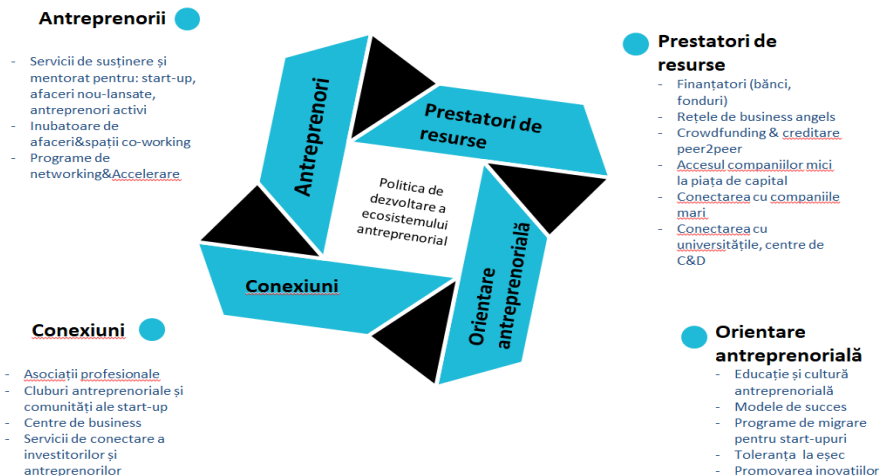 Antreprenorii
- Servicii de susținere și
mentorat pentru: start-up,
afaceri nou-lansate,
antreprenori activi
- Inubatoare de
afaceri&spații co-working
- Programe de
networking&Accelerare
Prestatori de
resurse
- Finanțatori (bănci,
fonduri)
- Rețele de business angels
- Crowdfunding & creditare
peer2peer
- Accesul companiilor mici
la piața de capital
- Conectarea cu companiile
mari
- Conectarea cu
universitățile, centre de
C&D
Antreprenori
Prestatori de
resurse
Politica de
dezvoltare a
ecosistemului
antreprenorial
Conexiuni
Orientare
antreprenorială
Conexiuni
- Asociații profesionale
- Cluburi antreprenoriale și
comunități ale start-up
- Centre de business
- Servicii de conectare a
investitorilor și
antreprenorilor
Orientare
antreprenorială
- Educație și cultură
antreprenorială
- Modele de succes
- Programe de migrare
pentru start-upuri
- Toleranța la eșec
- Promovarea inovațiilor